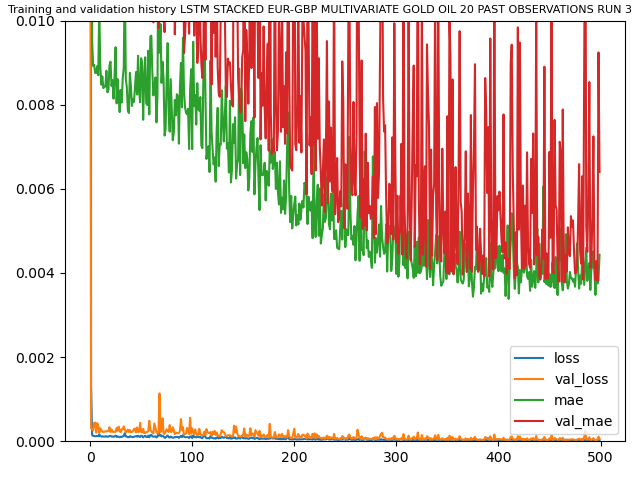 Training and validation history LSTM STACKED EUR-GBP MULTIVARIATE GOLD OIL 20 PAST OBSERVATIONS RUN 3
0.010
0.008
0.006
0.004
0.002
0.000
0 100 200 300 400 500
loss
val_loss
mae
val_mae